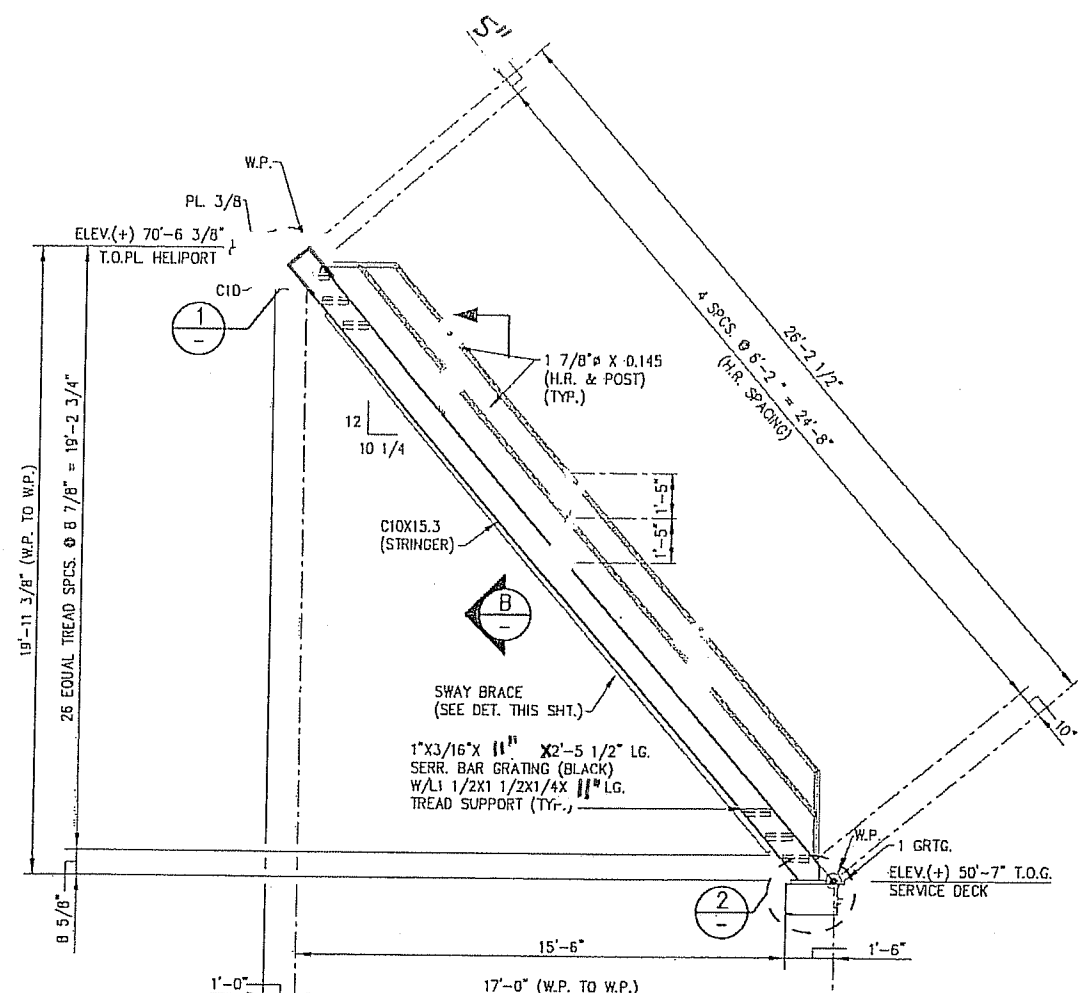 5"
W.P.
PL. 3/8
ELEV.(+) 70'-6 3/8"
T.O.PL HELIPORT
C10
1
-
1 7/8"ø X 0.145
(H.R. & POST)
(TYP.)
4 SPCS. @ 6'-2 " = 24'-8"
(H.R. SPACING)
26'-2 1/2"
12
10 1/4
1'-5"
1'-5"
C10X15.3
(STRINGER)
19'-11 3/8" (W.P. TO W.P.)
26 EQUAL TREAD SPCS. @ 8 7/8" = 19'-2 3/4"
B
-
SWAY BRACE
(SEE DET. THIS SHT.)
1"X3/16"X 11" X2'-5 1/2" LG.
SERR. BAR GRATING (BLACK)
W/L1 1/2X1 1/2X1/4X 11" LG.
TREAD SUPPORT (TYP.)
10"
W.P.
1 GRTG.
ELEV.(+) 50'-7" T.O.G.
SERVICE DECK
8 5/8"
2
-
15'-6"
1'-6"
1'-0"
17'-0" (W.P. TO W.P.)